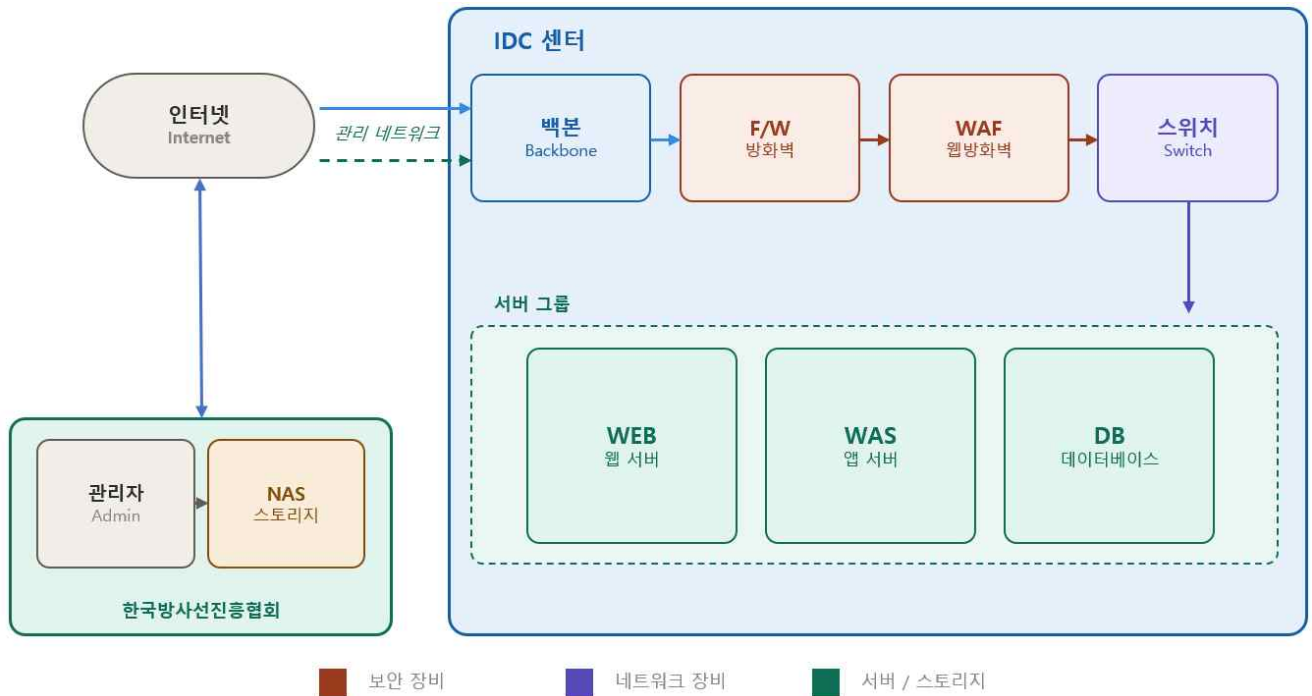 IDC 센터
인터넷
Internet
관리 네트워크
백본
Backbone
F/W
방화벽
WAF
웹방화벽
스위치
Switch
서버 그룹
WEB
웹 서버
WAS
앱 서버
DB
데이터베이스
관리자
Admin
NAS
스토리지
한국방사선진흥협회
보안 장비
네트워크 장비
서버 / 스토리지